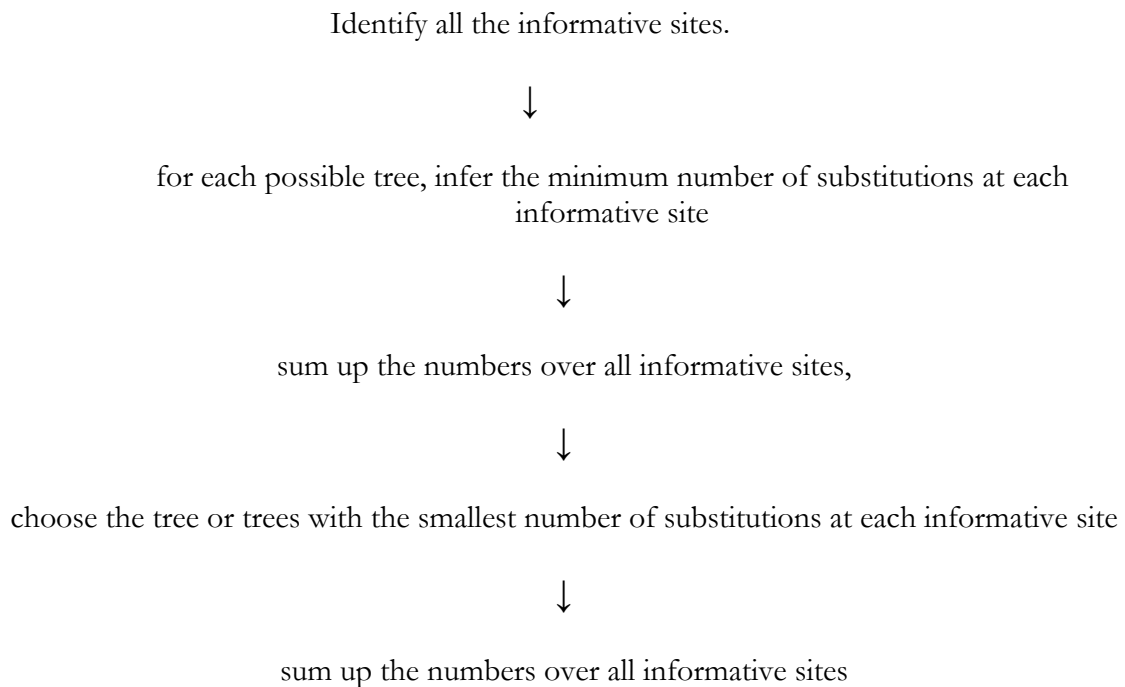 Identify all the informative sites.
↓
for each possible tree, infer the minimum number of substitutions at each
informative site
↓
sum up the numbers over all informative sites,
↓
choose the tree or trees with the smallest number of substitutions at each informative site
↓
sum up the numbers over all informative sites